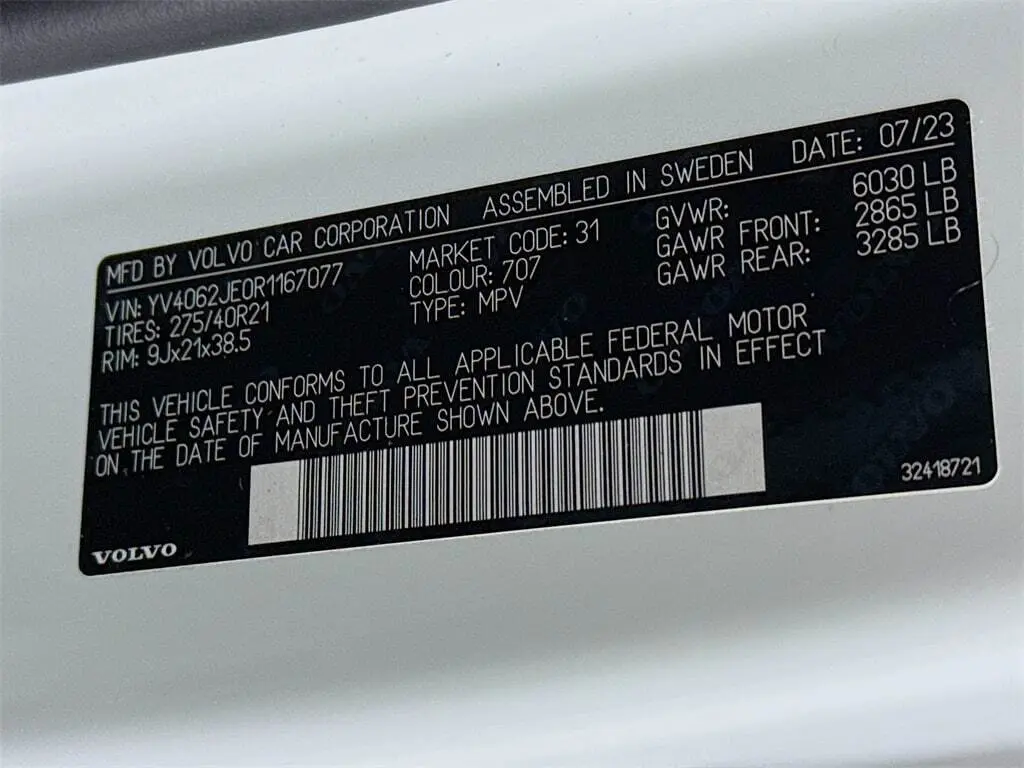 MFD BY VOLVO CAR CORPORATION ASSEMBLED IN SWEDEN DATE: 07/23
VIN: YV4062JE0R1167077 MARKET CODE: 31 GVWR: 6030 LB
TIRES: 275/40R21 COLOUR: 707 GAWR FRONT: 2865 LB
RIM: 9Jx21x38.5 TYPE: MPV GAWR REAR: 3285 LB
THIS VEHICLE CONFORMS TO ALL APPLICABLE FEDERAL MOTOR
VEHICLE SAFETY AND THEFT PREVENTION STANDARDS IN EFFECT
ON THE DATE OF MANUFACTURE SHOWN ABOVE.
VOLVO 32418721